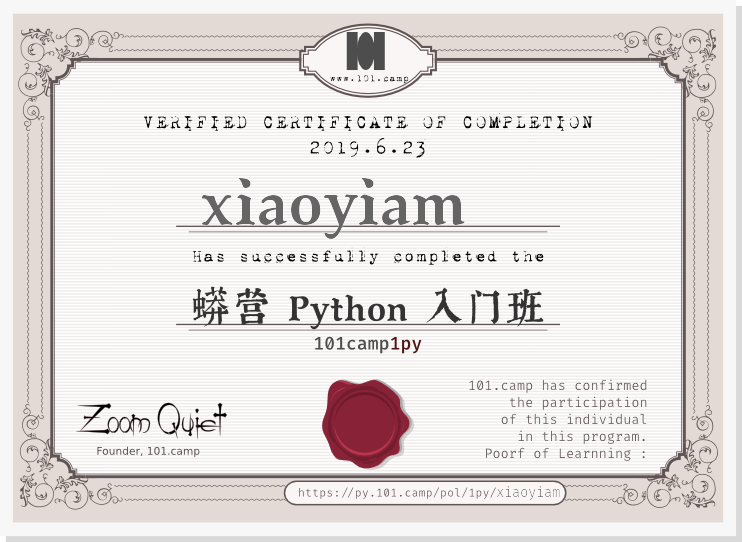 101
www.101.camp
VERIFIED CERTIFICATE OF COMPLETION
2019.6.23
xiaoyiam
Has successfully completed the
蟒营 Python 入门班
101camp1py
Zoom Quiet
Founder, 101.camp
101.camp has confirmed
the participation
of this individual
in this program.
Poorf of Learnning :
https://py.101.camp/pol/1py/xiaoyiam